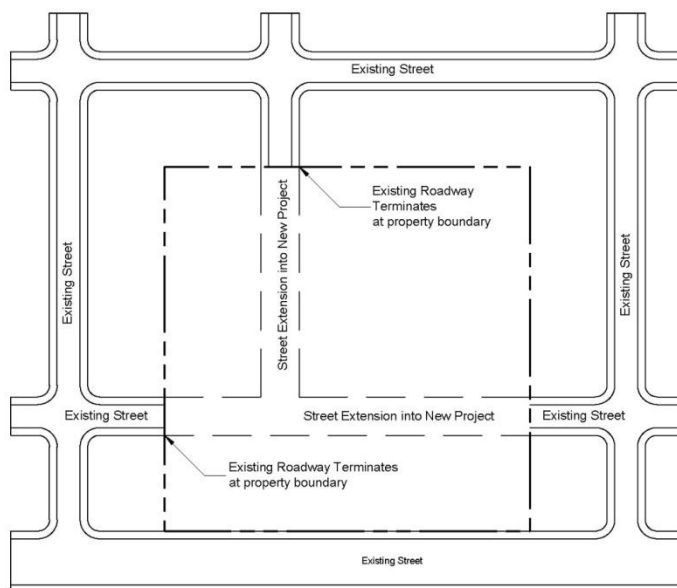 Existing Street
Existing Roadway
Terminates
at property boundary
Existing Street
Street Extension into New Project
Existing Street
Existing Street
Street Extension into New Project
Existing Street
Existing Roadway Terminates
at property boundary
Existing Street